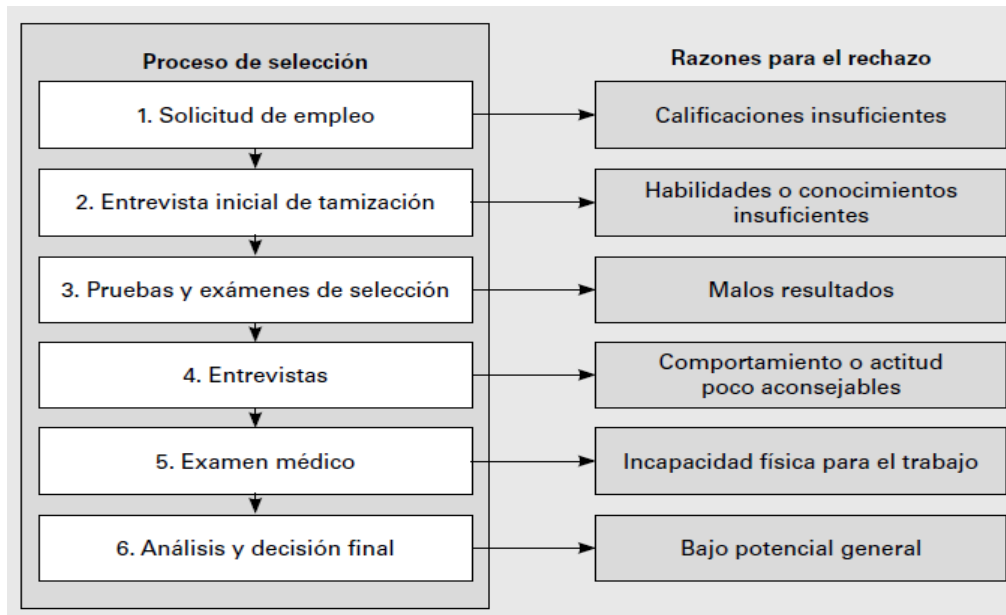 Proceso de selección
Razones para el rechazo
1. Solicitud de empleo
Calificaciones insuficientes
2. Entrevista inicial de tamización
Habilidades o conocimientos
insuficientes
3. Pruebas y exámenes de selección
Malos resultados
4. Entrevistas
Comportamiento o actitud
poco aconsejables
5. Examen médico
Incapacidad física para el trabajo
6. Análisis y decisión final
Bajo potencial general